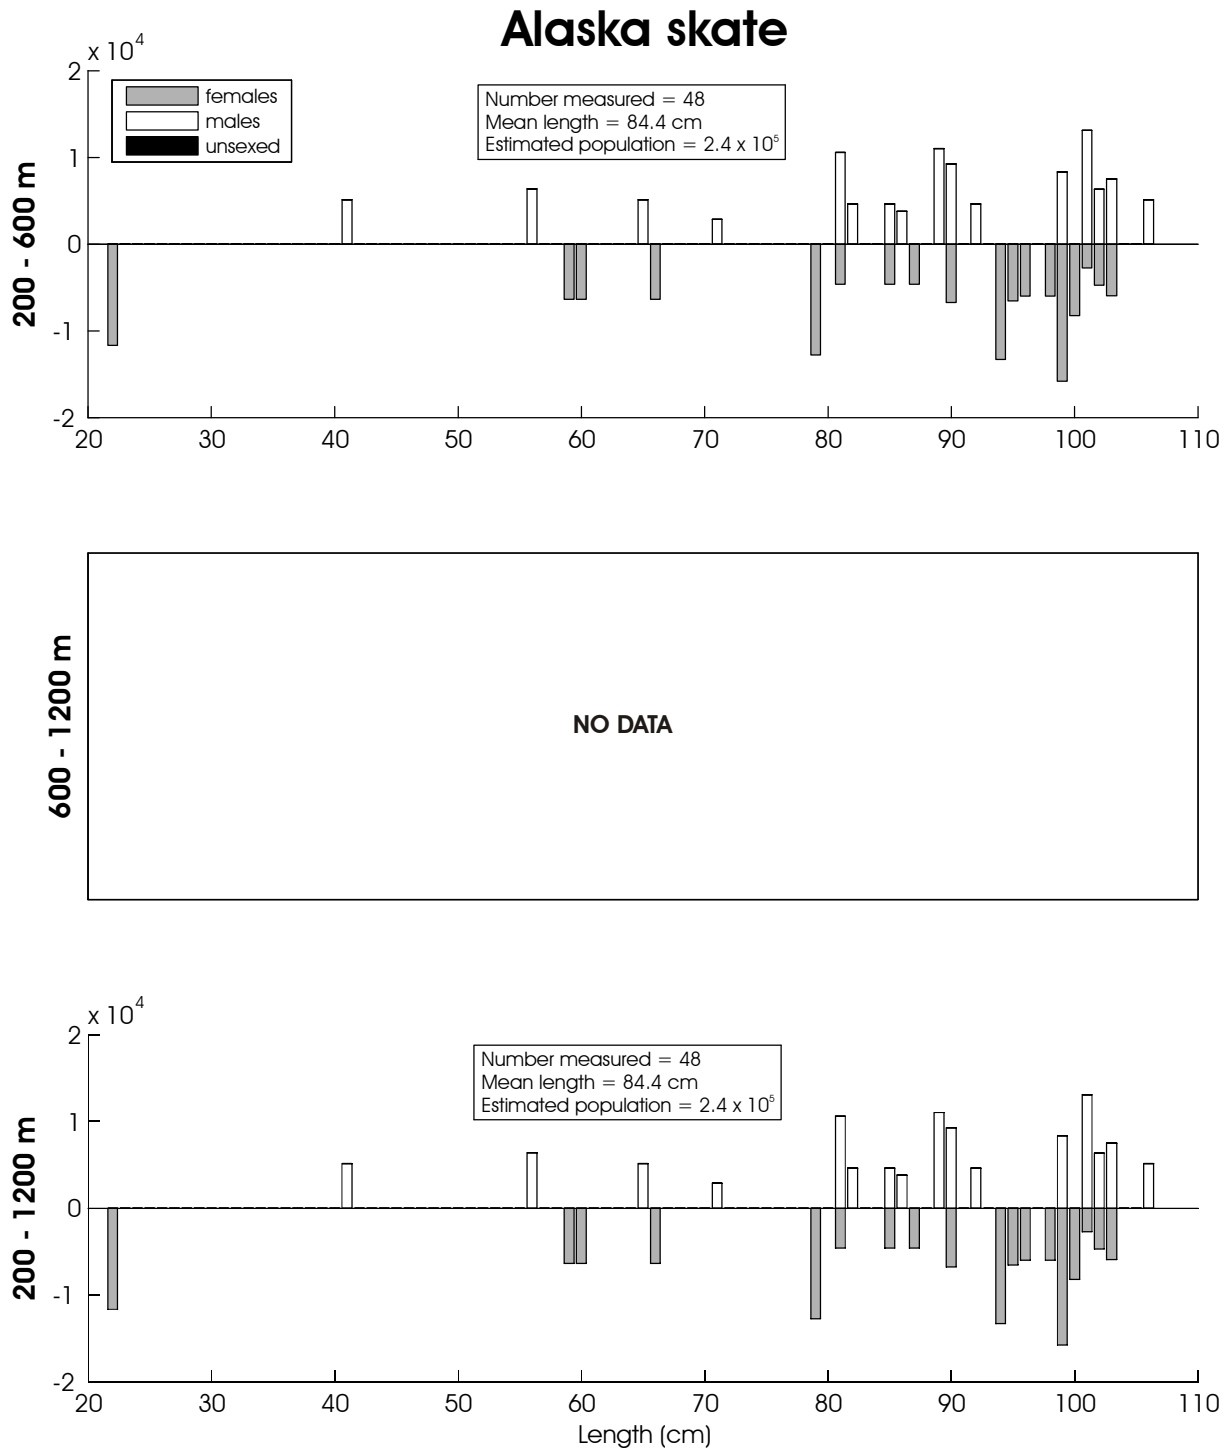 Alaska skate
x 10^4
females
males
unsexed
Number measured = 48
Mean length = 84.4 cm
Estimated population = 2.4 x 10^5
200 - 600 m
2
1
0
-1
-2
20 30 40 50 60 70 80 90 100 110
600 - 1200 m
NO DATA
x 10^4
Number measured = 48
Mean length = 84.4 cm
Estimated population = 2.4 x 10^5
200 - 1200 m
2
1
0
-1
-2
20 30 40 50 60 70 80 90 100 110
Length (cm)